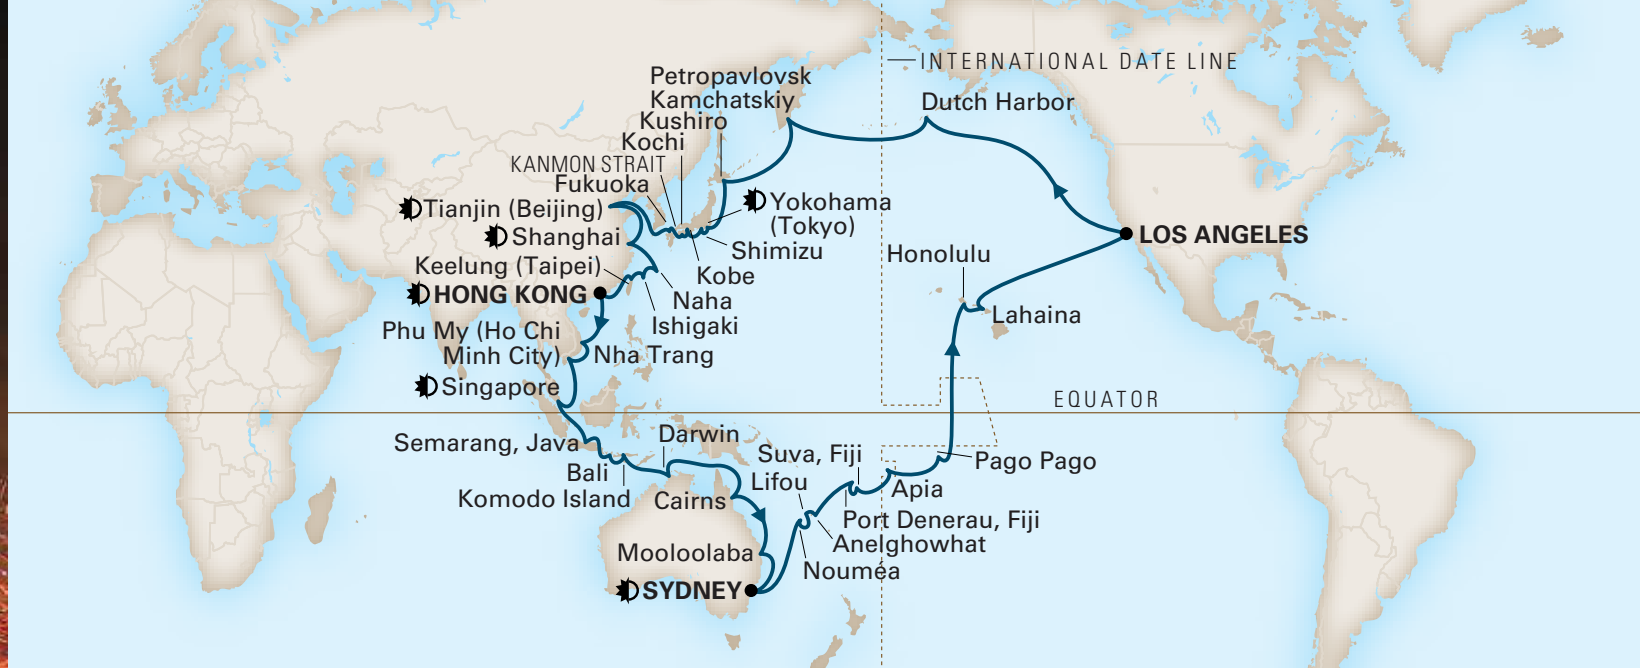 INTERNATIONAL DATE LINE
Petropavlovsk
Kamchatskiy
Dutch Harbor
Kushiro
Kochi
KANMON STRAIT
Fukuoka
Tianjin (Beijing)
Yokohama
(Tokyo)
Shanghai
LOS ANGELES
Shimizu
Honolulu
Keelung (Taipei)
Kobe
HONG KONG
Naha
Lahaina
Ishigaki
Phu My (Ho Chi
Minh City)
Nha Trang
Singapore
EQUATOR
Semarang, Java
Darwin
Suva, Fiji
Pago Pago
Bali
Lifou
Apia
Komodo Island
Cairns
Port Denerau, Fiji
Anelghowhat
Mooloolaba
Nouméa
SYDNEY